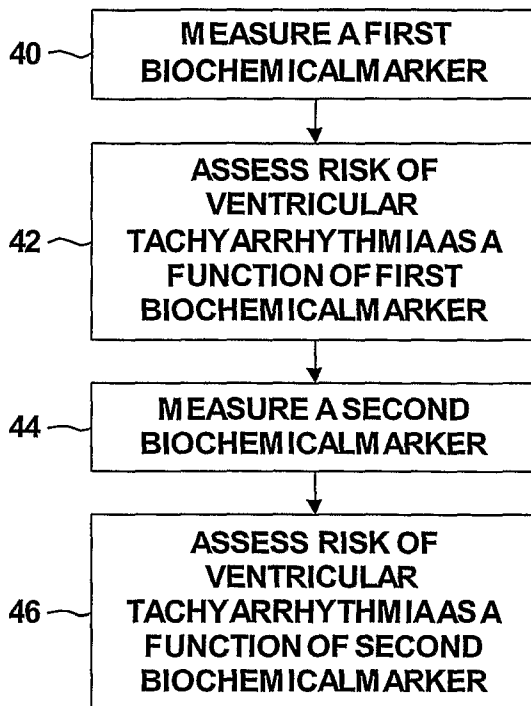 40
MEASURE A FIRST
BIOCHEMICALMARKER
42
ASSESS RISK OF
VENTRICULAR
TACHYARRHYTHMIAAS A
FUNCTION OF FIRST
BIOCHEMICALMARKER
44
MEASURE A SECOND
BIOCHEMICALMARKER
46
ASSESS RISK OF
VENTRICULAR
TACHYARRHYTHMIAAS A
FUNCTION OF SECOND
BIOCHEMICALMARKER